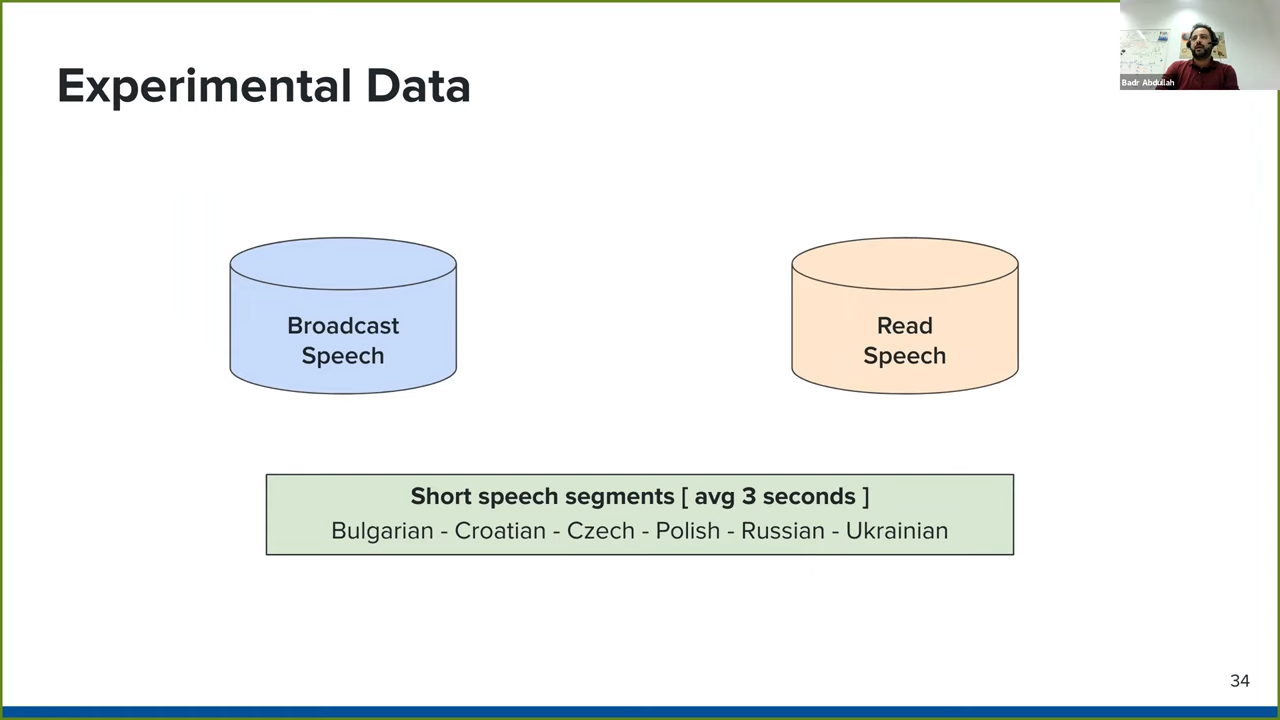 Experimental Data
Badr Abdullah
Broadcast
Speech
Read
Speech
Short speech segments [ avg 3 seconds ]
Bulgarian - Croatian - Czech - Polish - Russian - Ukrainian
34